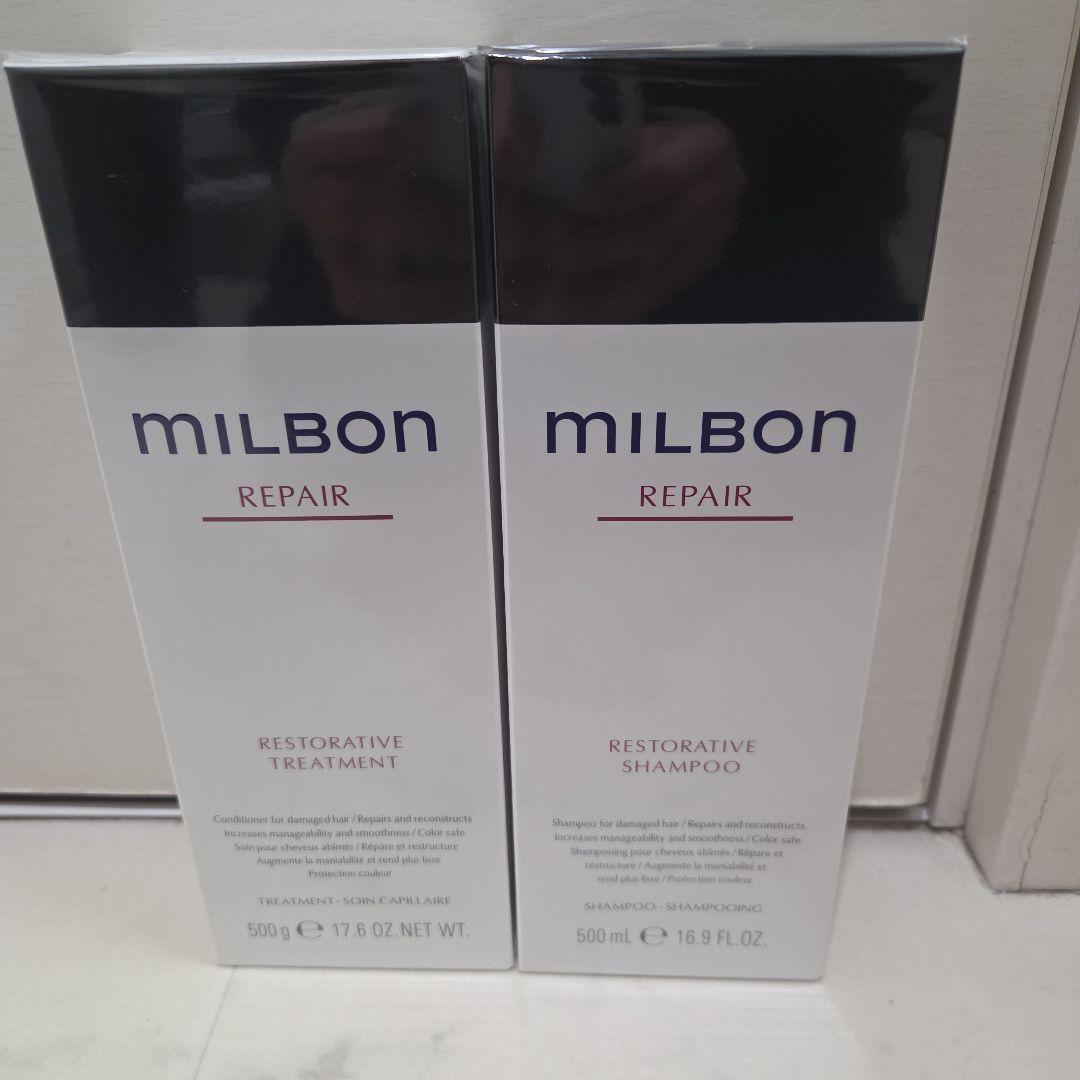 mILBON
REPAIR
RESTORATIVE
TREATMENT
Conditioner for damaged hair / Repairs and reconstructs
Increases manageability and smoothness / Color safe
Soin pour cheveux abîmés / Répare et restructure
Augmente la maniabilité et rend plus lisse
Protection couleur
TREATMENT - SOIN CAPILLAIRE
500 g ℮ 17.6 OZ. NET WT.
mILBON
REPAIR
RESTORATIVE
SHAMPOO
Shampoo for damaged hair / Repairs and reconstructs
Increases manageability and smoothness / Color safe
Shampooing pour cheveux abîmés / Répare et
restructure / Augmente la maniabilité et
rend plus lisse / Protection couleur
SHAMPOO - SHAMPOOING
500 mL ℮ 16.9 FL.OZ.